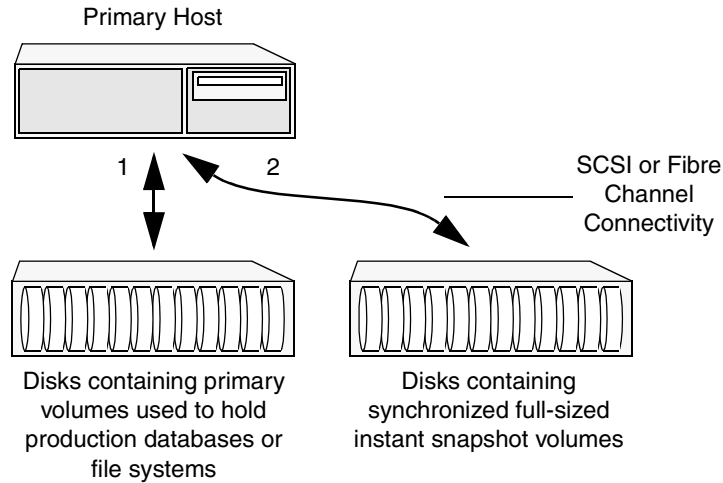 Primary Host
1
2
SCSI or Fibre
Channel
Connectivity
Disks containing primary
volumes used to hold
production databases or
file systems
Disks containing
synchronized full-sized
instant snapshot volumes